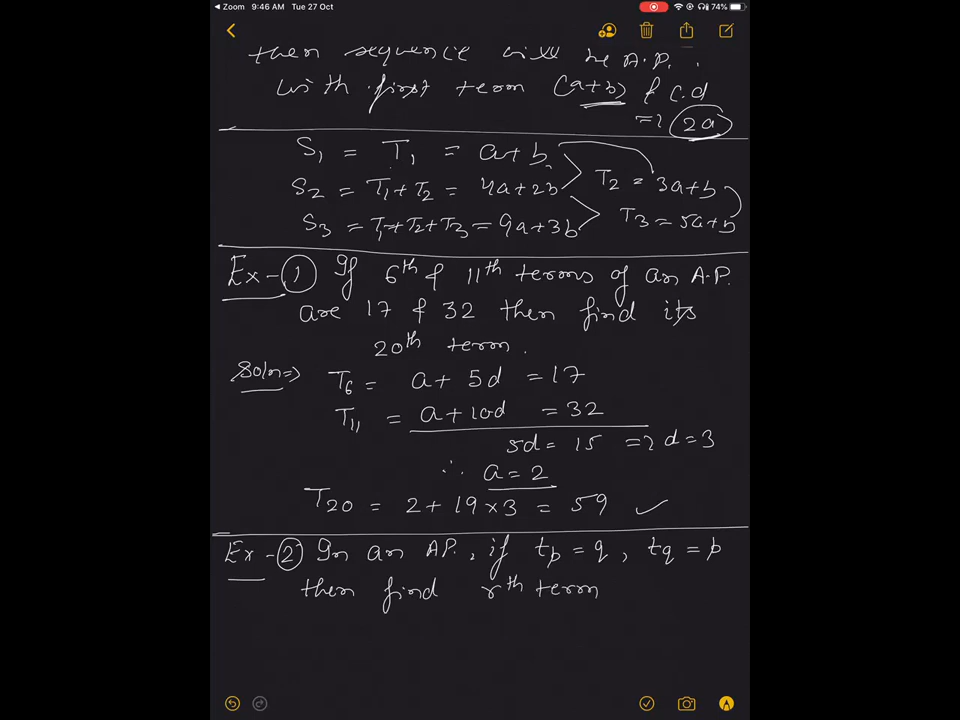 Zoom 9:46 AM Tue 27 Oct 74%
then sequence will be A.P.
with first term (a+b) & c.d
=> 2a
S1 = T1 = a+b
S2 = T1+T2 = 4a+2b
T2 = 3a+b
S3 = T1+T2+T3 = 9a+3b
T3 = 5a+b
Ex-① If 6th & 11th terms of an A.P.
are 17 & 32 then find its
20th term.
Soln=> T6 = a+ 5d = 17
T11 = a+10d = 32
5d = 15 => d=3
∴ a=2
T20 = 2+19×3 = 59 ✓
Ex-② In an AP., if tp = q, tq = p
then find rth term